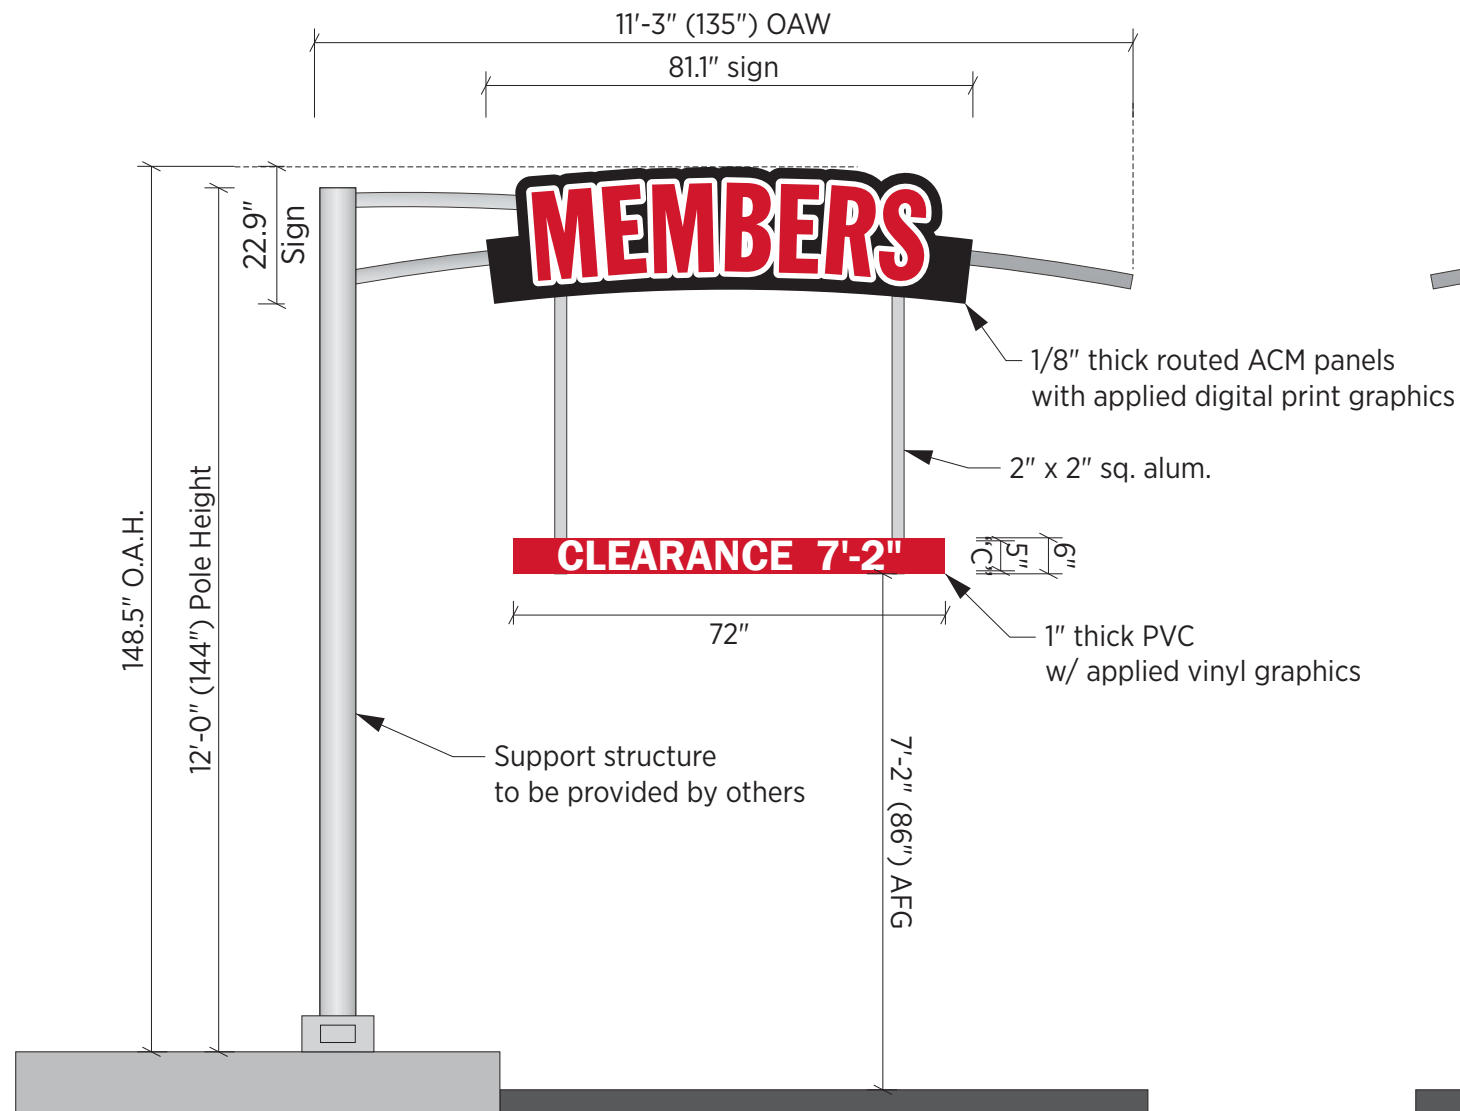 11'-3" (135") OAW
81.1" sign
22.9"
Sign
MEMBERS
1/8" thick routed ACM panels
with applied digital print graphics
2" x 2" sq. alum.
148.5" O.A.H.
12'-0" (144") Pole Height
CLEARANCE 7'-2"
"C"
5"
6"
72"
1" thick PVC
w/ applied vinyl graphics
Support structure
to be provided by others
7'-2" (86") AFG